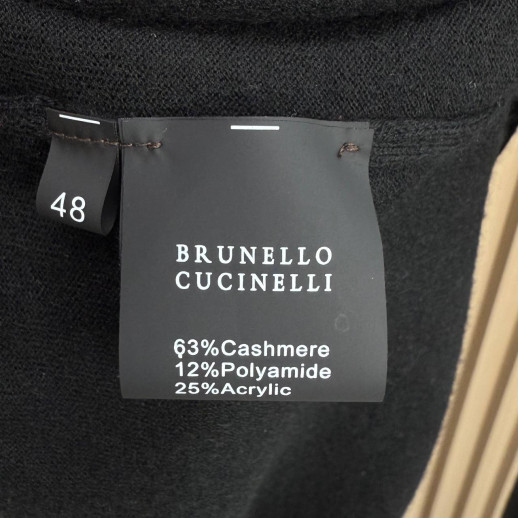 48
BRUNELLO
CUCINELLI
63%Cashmere
12%Polyamide
25%Acrylic